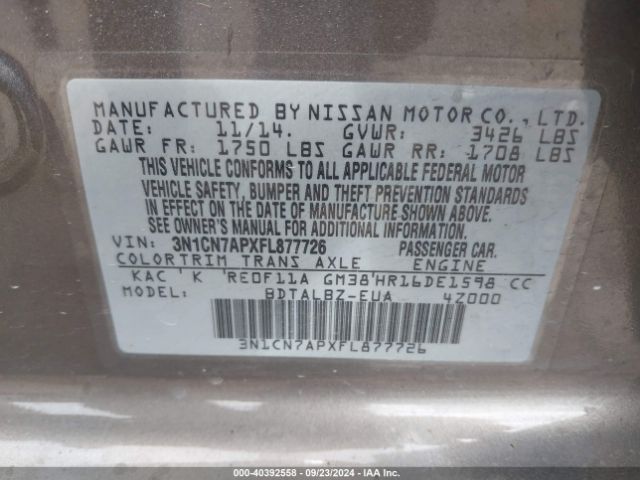 MANUFACTURED BY NISSAN MOTOR CO., LTD.
DATE: 11/14. GVWR: 3426 LBS
GAWR FR: 1750 LBS GAWR RR: 1708 LBS
THIS VEHICLE CONFORMS TO ALL APPLICABLE FEDERAL MOTOR
VEHICLE SAFETY, BUMPER AND THEFT PREVENTION STANDARDS
IN EFFECT ON THE DATE OF MANUFACTURE SHOWN ABOVE.
SEE OWNER'S MANUAL FOR ADDITIONAL INFORMATION.
VIN: 3N1CN7APXFL877726 PASSENGER CAR.
COLOR TRIM TRANS AXLE ENGINE
KAC ' K 'RE0F11A GM38'HR16DE1598 CC
MODEL: BDTALBZ-EUA 4Z000
3N1CN7APXFL877726
000-40392558 - 09/23/2024 - IAA Inc.